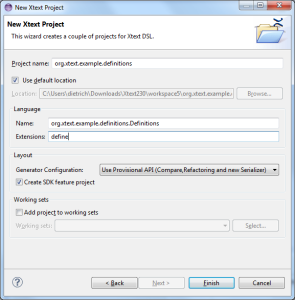 New Xtext Project
New Xtext Project
This wizard creates a couple of projects for Xtext DSL.
Project name: org.xtext.example.definitions
Use default location
Location: C:\Users\dietrich\Downloads\Xtext230\workspace5\org.xtext.example. Browse...
Language
Name: org.xtext.example.definitions.Definitions
Extensions: define
Layout
Generator Configuration: Use Provisional API (Compare,Refactoring and new Serializer)
Create SDK feature project
Working sets
Add project to working sets
Working sets: Select...
< Back Next > Finish Cancel